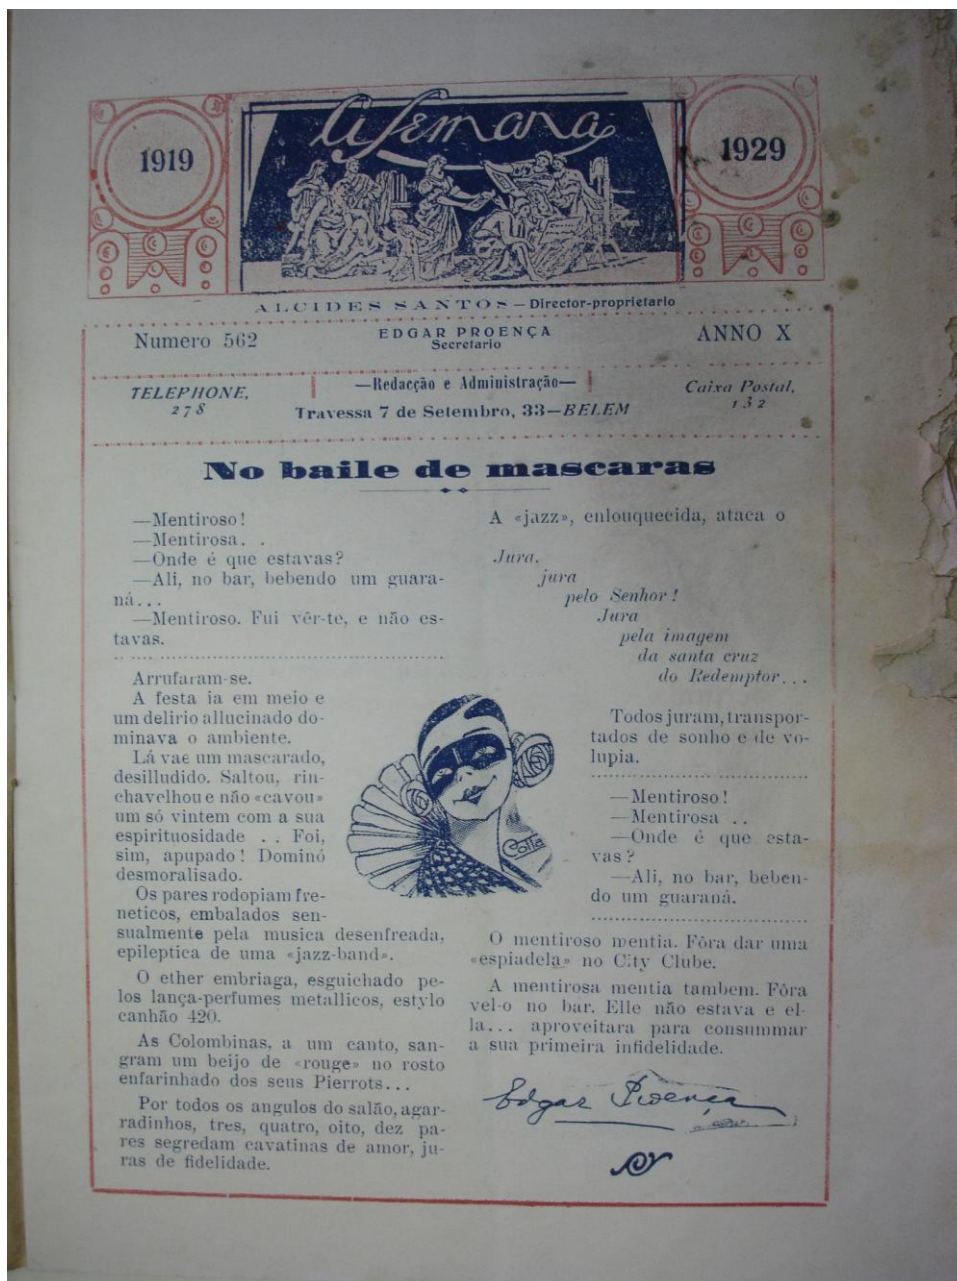 A Semana
1919
1929
ALCIDES SANTOS — Director-proprietario
Numero 562
EDGAR PROENÇA
Secretario
ANNO X
TELEPHONE,
278
—Redacção e Administração—
Travessa 7 de Setembro, 33—BELEM
Caixa Postal,
132
No baile de mascaras
—Mentiroso!
—Mentirosa. .
—Onde é que estavas?
—Ali, no bar, bebendo um guara-
ná...
—Mentiroso. Fui vêr-te, e não es-
tavas.
Arrufaram-se.
A festa ia em meio e
um delirio allucinado do-
minava o ambiente.
Lá vae um mascarado,
desilludido. Saltou, rin-
chavelhou e não «cavou»
um só vintem com a sua
espirituosidade . . Foi,
sim, apupado! Dominó
desmoralisado.
Os pares rodopiam fre-
neticos, embalados sen-
sualmente pela musica desenfreada,
epileptica de uma «jazz-band».
O ether embriaga, esguichado pe-
los lança-perfumes metallicos, estylo
canhão 420.
As Colombinas, a um canto, san-
gram um beijo de «rouge» no rosto
enfarinhado dos seus Pierrots...
Por todos os angulos do salão, agar-
radinhos, tres, quatro, oito, dez pa-
res segredam cavatinas de amor, ju-
ras de fidelidade.
A «jazz», enlouquecida, ataca o
Jura,
jura
pelo Senhor!
Jura
pela imagem
da santa cruz
do Redemptor...
Todos juram, transpor-
tados de sonho e de vo-
lupia.
—Mentiroso!
—Mentirosa ..
—Onde é que esta-
vas?
—Ali, no bar, beben-
do um guaraná.
O mentiroso mentia. Fôra dar uma
«espiadela» no City Clube.
A mentirosa mentia tambem. Fôra
vel-o no bar. Elle não estava e el-
la... aproveitara para consummar
a sua primeira infidelidade.
Edgar Proença